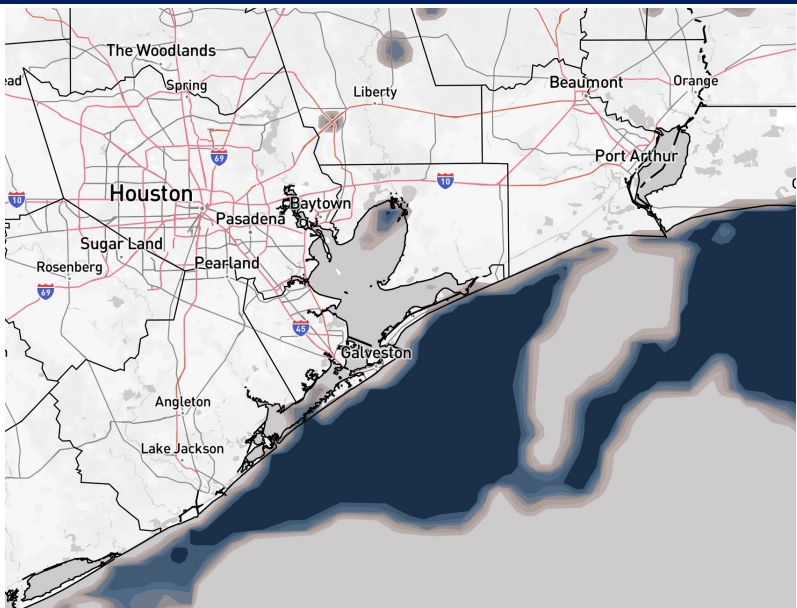 The Woodlands
ead
Spring
Liberty
Beaumont
Orange
69
Port Arthur
10
10
Houston
Baytown
Pasadena
Sugar Land
Rosenberg
Pearland
69
45
Galveston
Angleton
Lake Jackson